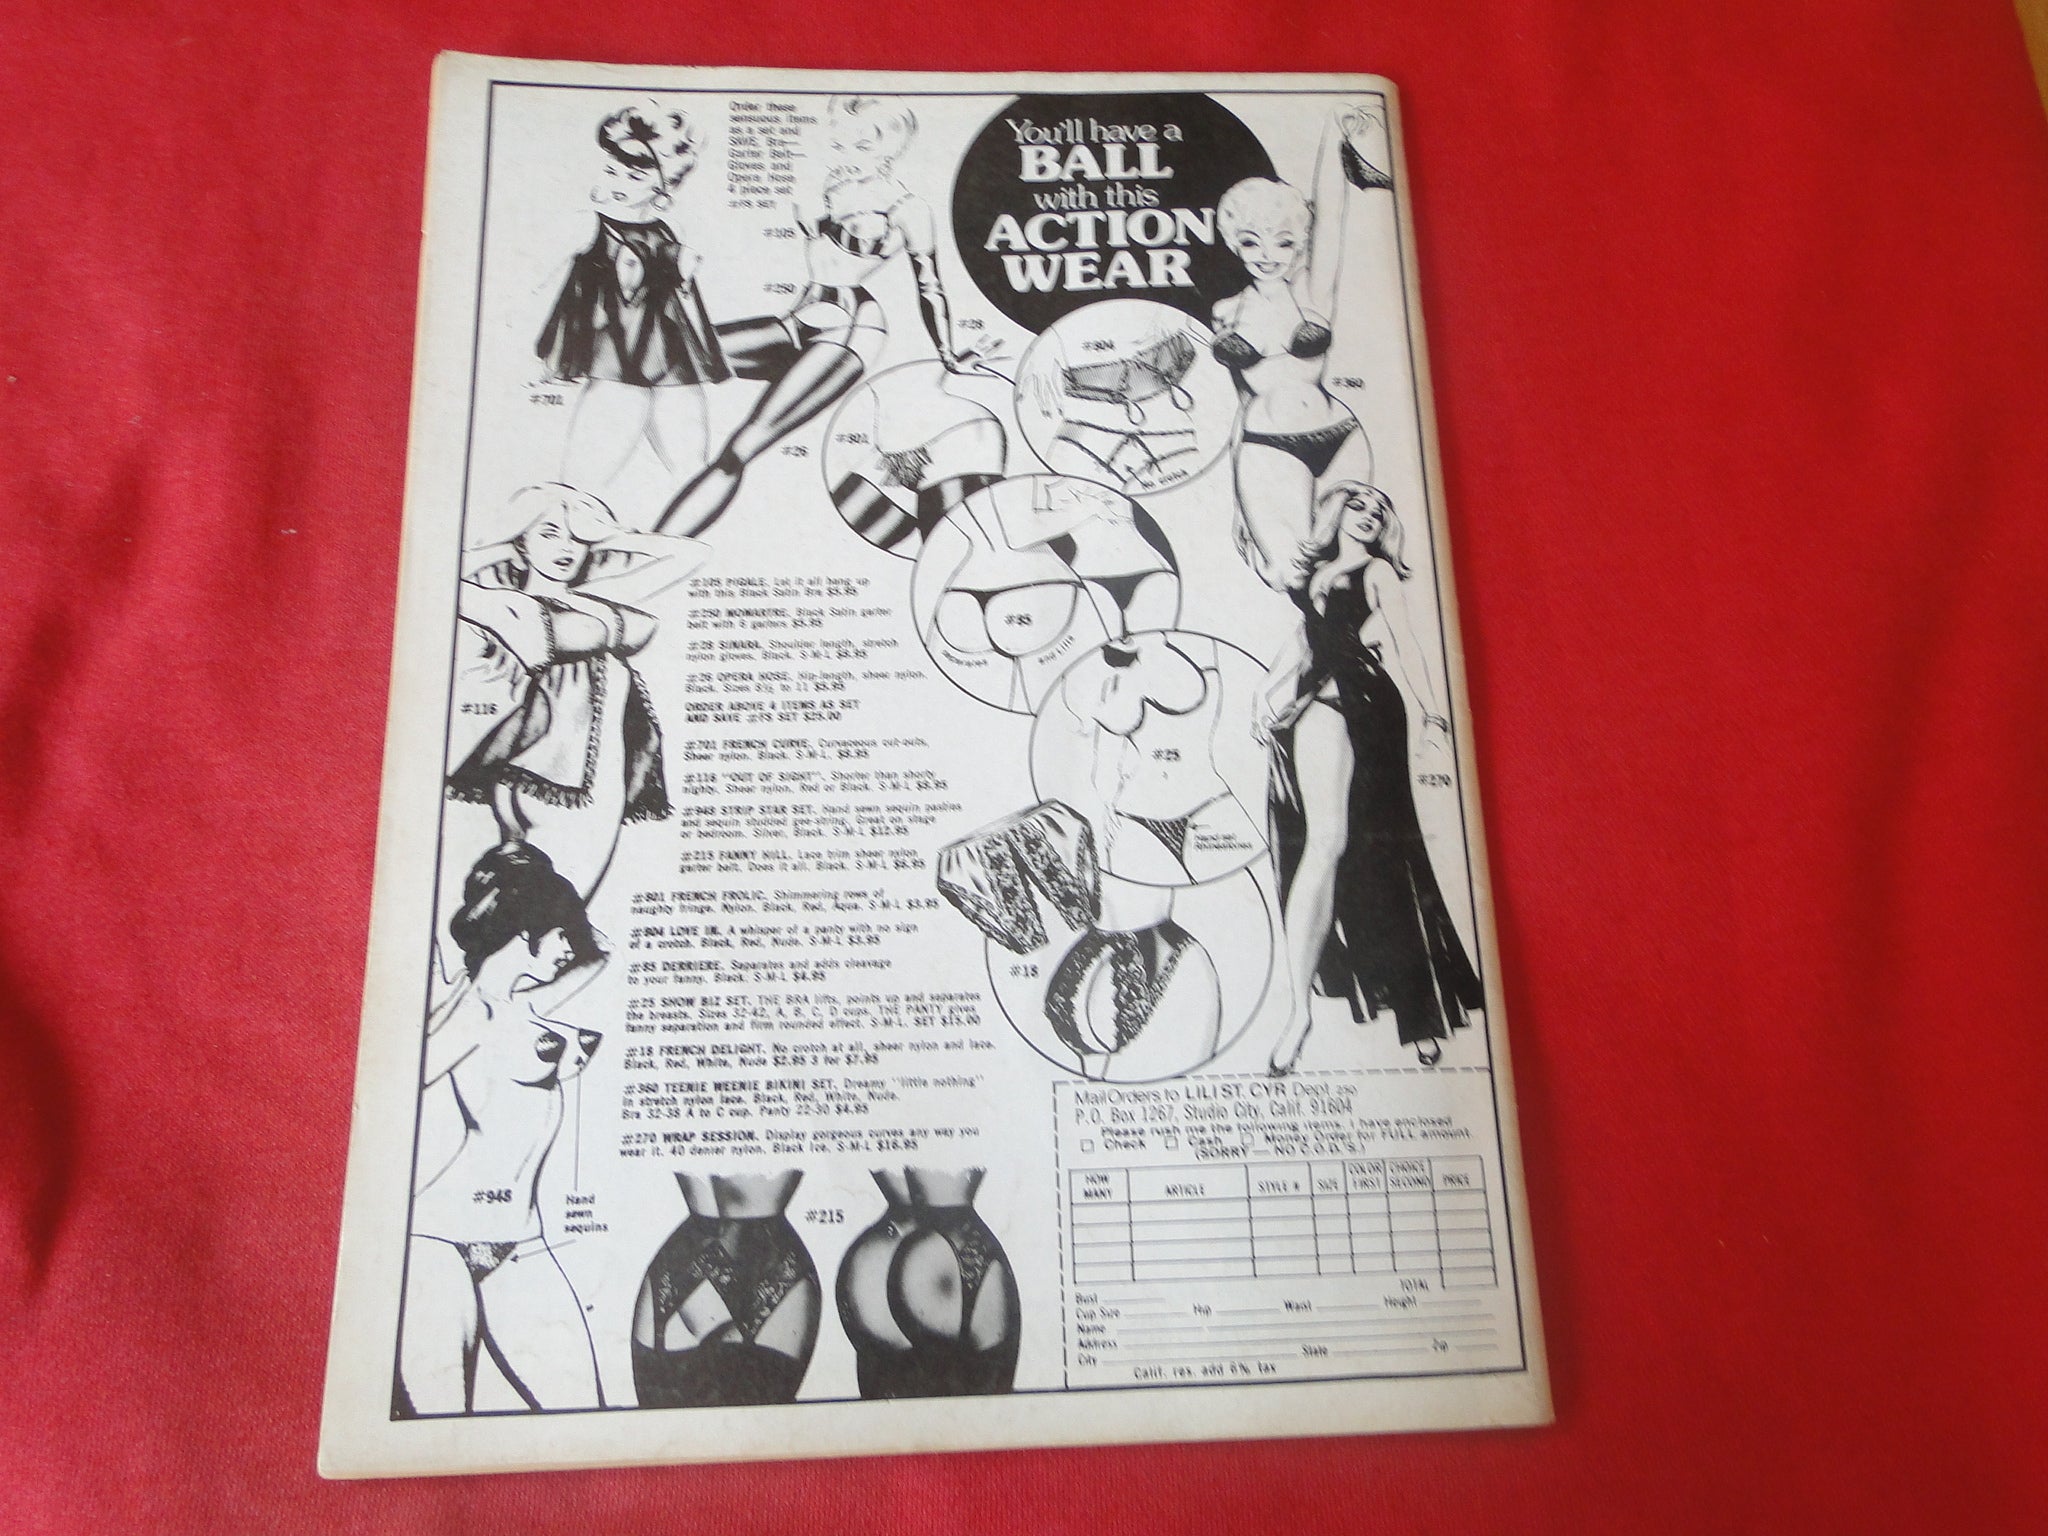 Order these
sensuous items
as a set and
SAVE, Bra—
Garter Belt—
Gloves and
Opera Hose
4 piece set
#FS SET
You'll have a
BALL
with this
ACTION
WEAR
#105
#250
#28
#701
#26
#801
#804
No crotch
#360
#85
Separates
and Lifts
#116
#25
Hand set
Rhinestones
#270
#18
#105 PIGALE. Let it all hang up
with this Black Satin Bra $5.95
#250 MOMARTRE. Black Satin garter
belt with 6 garters $5.95
#28 SINARA. Shoulder length, stretch
nylon gloves. Black. S-M-L $8.95
#26 OPERA HOSE. Hip-length, sheer nylon.
Black. Sizes 8½ to 11 $5.95
ORDER ABOVE 4 ITEMS AS SET
AND SAVE #FS SET $25.00
#701 FRENCH CURVE. Curvaceous cut-outs.
Sheer nylon. Black. S-M-L. $8.95
#116 "OUT OF SIGHT". Shorter than shorty
nighty. Sheer nylon. Red or Black. S-M-L $8.95
#948 STRIP STAR SET. Hand sewn sequin pasties
and sequin studded gee-string. Great on stage
or bedroom. Silver, Black. S-M-L $12.95
#215 FANNY HILL. Lace trim sheer nylon
garter belt. Does it all. Black. S-M-L $6.95
#801 FRENCH FROLIC. Shimmering rows of
naughty fringe. Nylon. Black, Red, Aqua. S-M-L $3.95
#804 LOVE IN. A whisper of a panty with no sign
of a crotch. Black, Red, Nude. S-M-L $3.95
#85 DERRIERE. Separates and adds cleavage
to your fanny. Black. S-M-L $4.95
#25 SHOW BIZ SET. THE BRA lifts, points up and separates
the breasts. Sizes 32-42, A, B, C, D cups. THE PANTY gives
fanny separation and firm rounded effect. S-M-L. SET $15.00
#18 FRENCH DELIGHT. No crotch at all, sheer nylon and lace.
Black, Red, White, Nude $2.95 3 for $7.95
#360 TEENIE WEENIE BIKINI SET. Dreamy "little nothing"
in stretch nylon lace. Black, Red, White, Nude.
Bra 32-38 A to C cup. Panty 22-30 $4.95
#270 WRAP SESSION. Display gorgeous curves any way you
wear it. 40 denier nylon. Black Ice. S-M-L $16.95
#948
Hand
sewn
sequins
#215
Mail Orders to LILI ST. CYR Dept. 250
P.O. Box 1267, Studio City, Calif. 91604
Please rush me the following items. I have enclosed
Check Cash Money Order for FULL amount
(SORRY — NO C.O.D.'S.)
HOW MANY ARTICLE STYLE # SIZE COLOR FIRST CHOICE SECOND PRICE
TOTAL
Bust
Cup Size Hip Waist Height
Name
Address
City State Zip
Calif. res. add 6% tax